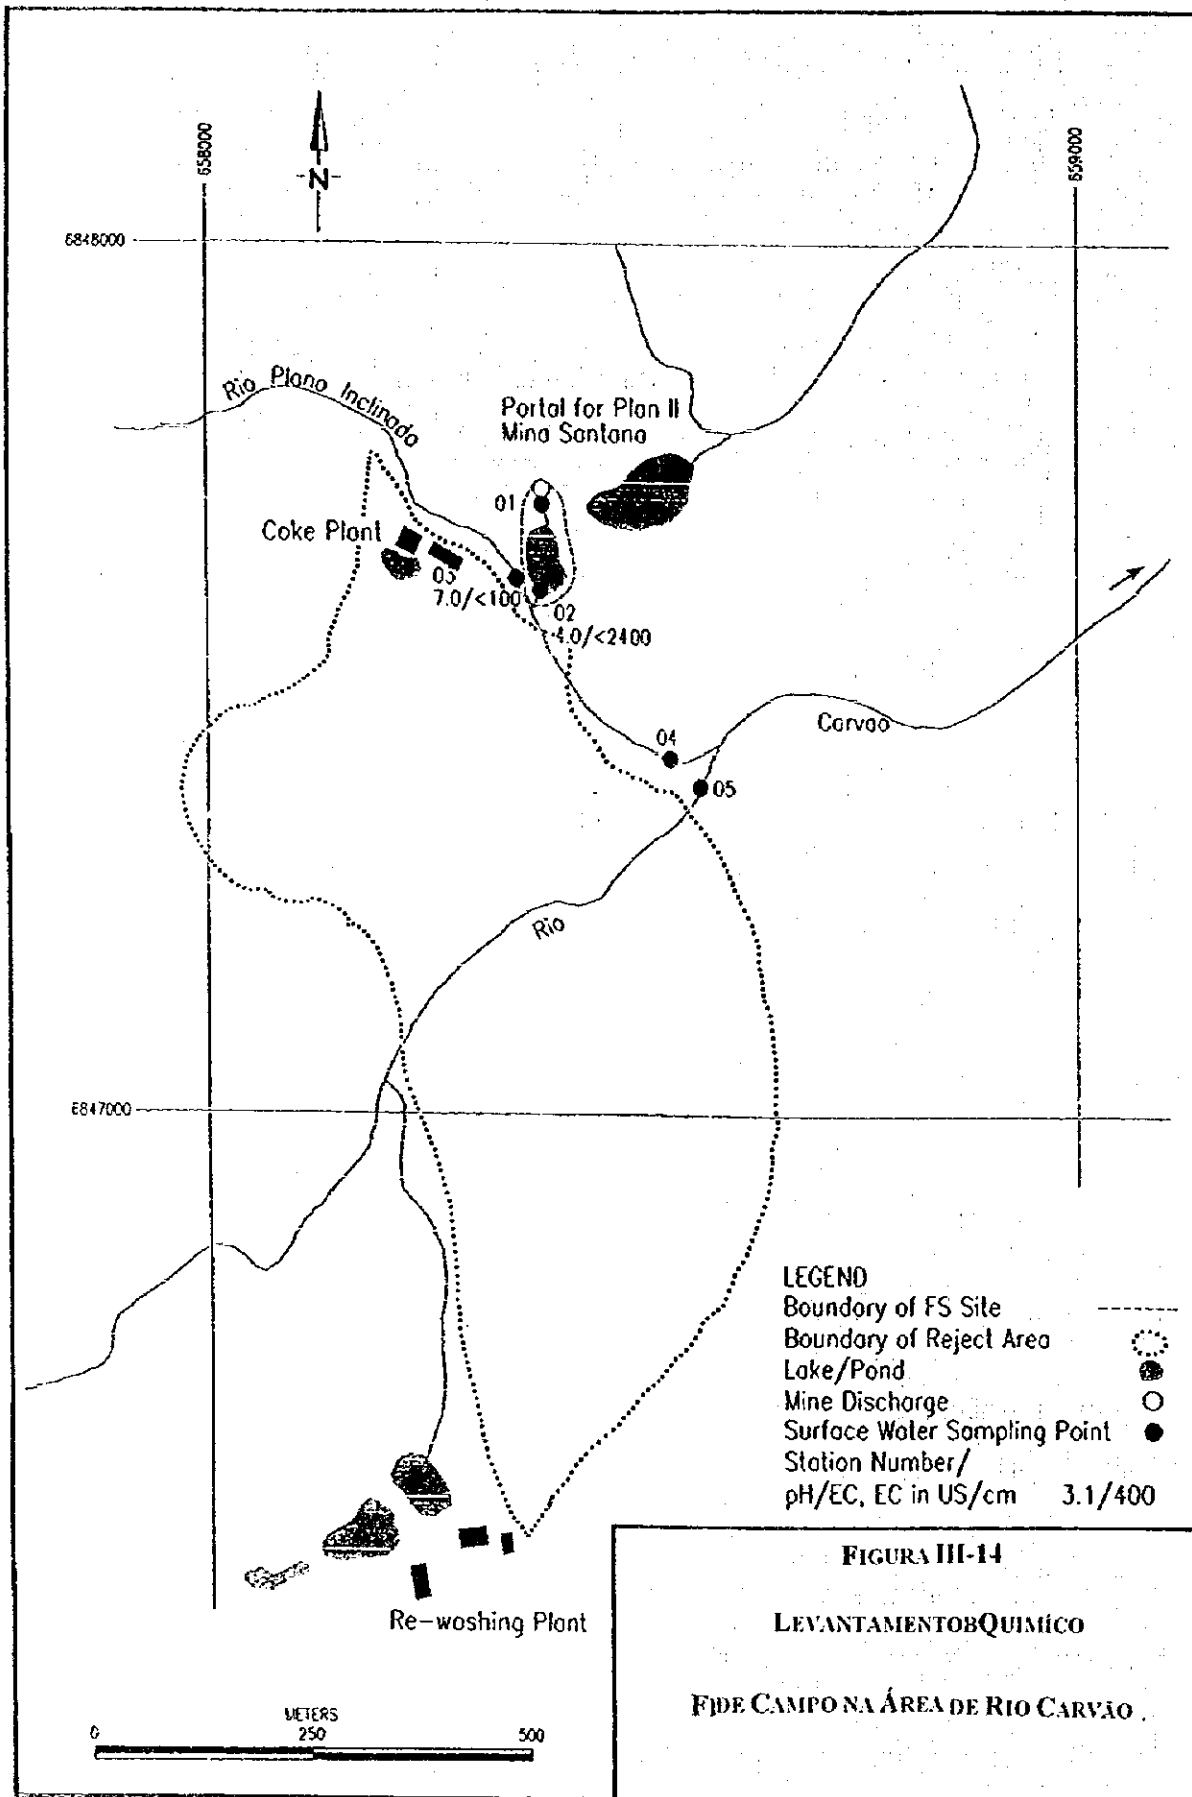 658000
659000
N
6848000
Rio Plano Inclinado
Portal for Plan II
Mina Santana
01
Coke Plant
03
7.0/<100
02
4.0/<2400
Carvao
04
05
Rio
6847000
LEGEND
Boundary of FS Site
Boundary of Reject Area
Lake/Pond
Mine Discharge
Surface Water Sampling Point
Station Number/
pH/EC, EC in US/cm 3.1/400
Re-washing Plant
METERS
0 250 500
FIGURA III-14
LEVANTAMENTOBQUIMÍCO
FIDE CAMPO NA ÁREA DE RIO CARVÃO